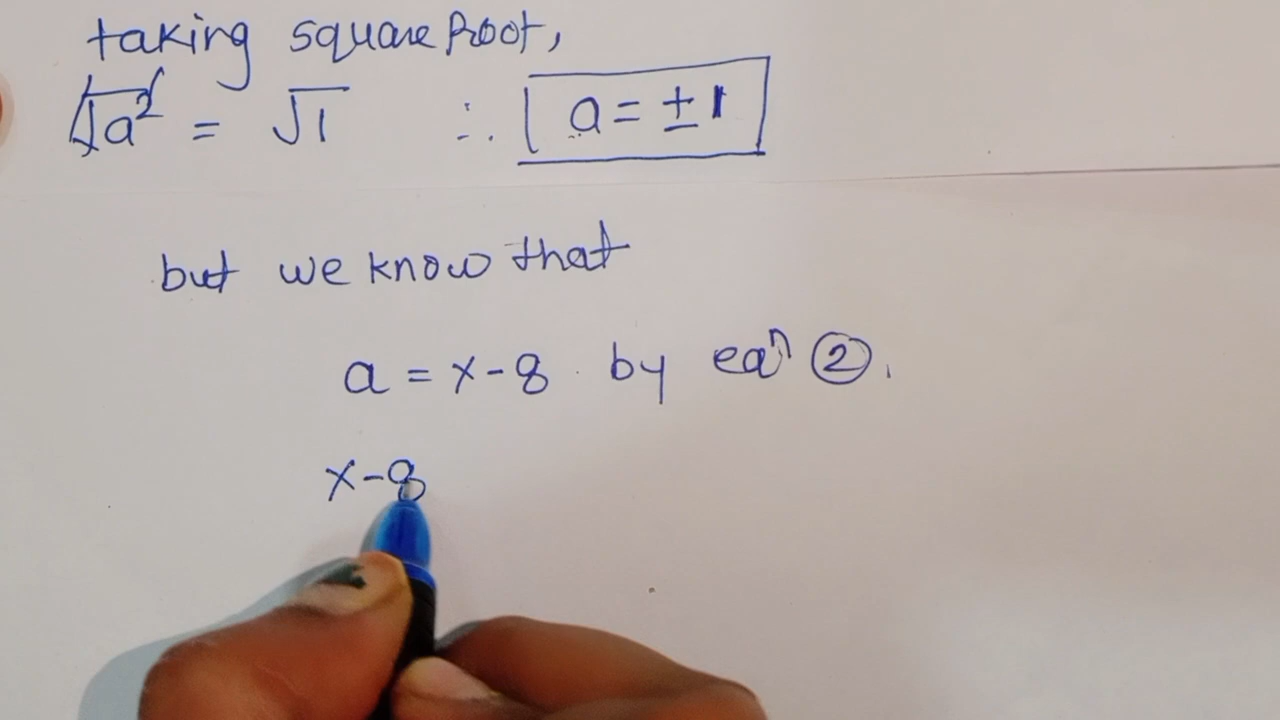 taking square Root,
√a² = √1 ∴ a = ±1
but we know that
a = x-8 by eqⁿ ②.
x-8